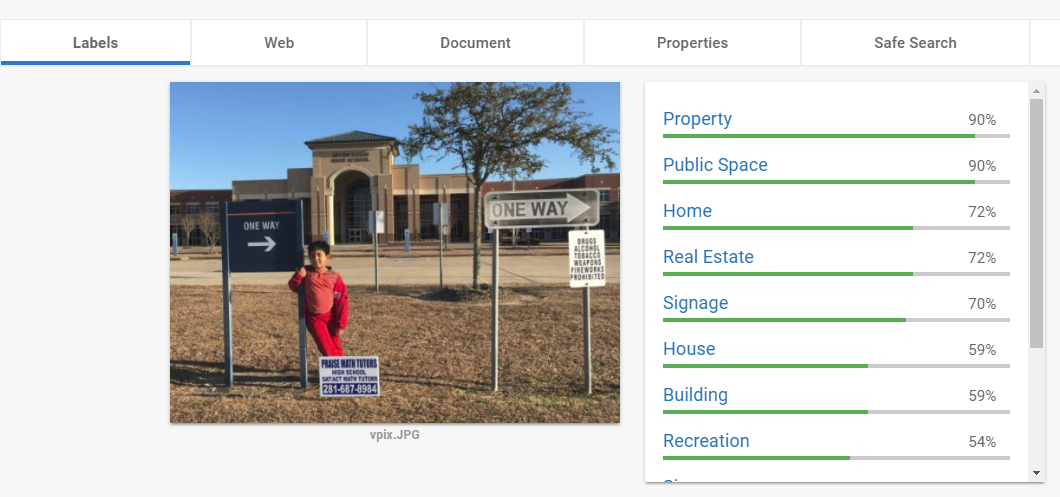 Labels
Web
Document
Properties
Safe Search
ONE WAY
ONE WAY
DRUGS
ALCOHOL
TOBACCO
WEAPONS
FIREWORKS
PROHIBITED
PRAISE MATH TUTORS
HIGH SCHOOL
SAT/ACT MATH TUTORS
281-687-8984
vpix.JPG
Property 90%
Public Space 90%
Home 72%
Real Estate 72%
Signage 70%
House 59%
Building 59%
Recreation 54%